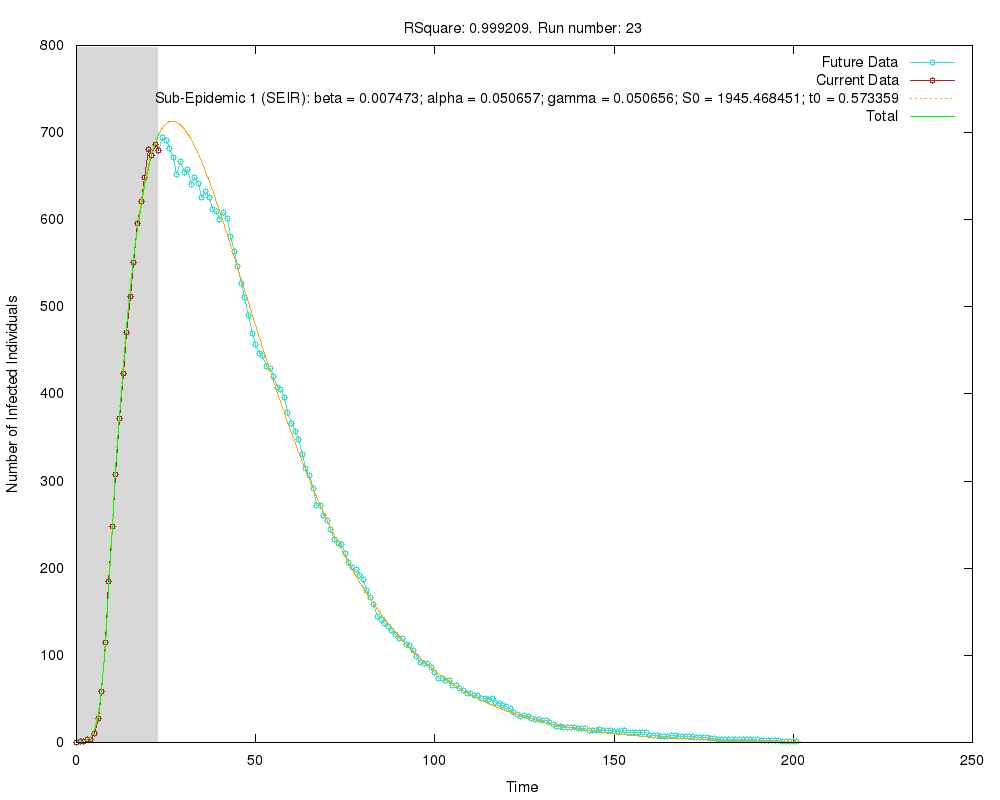 RSquare: 0.999209. Run number: 23
800
Future Data
Current Data
Sub-Epidemic 1 (SEIR): beta = 0.007473; alpha = 0.050657; gamma = 0.050656; S0 = 1945.468451; t0 = 0.573359
Total
700
600
500
400
300
200
100
0
Number of Infected Individuals
0 50 100 150 200 250
Time